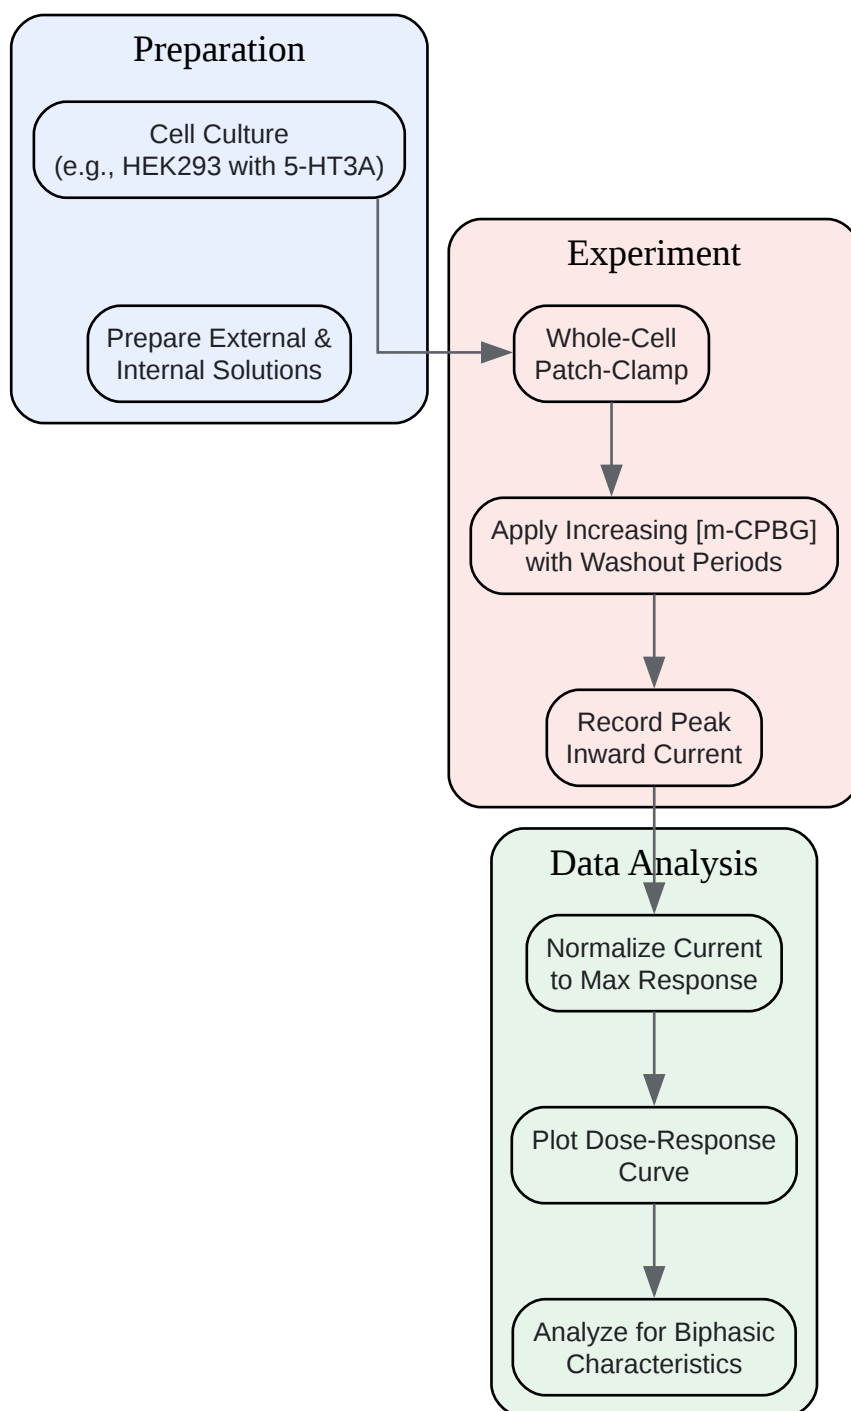 Preparation
Cell Culture
(e.g., HEK293 with 5-HT3A)
Prepare External &
Internal Solutions
Experiment
Whole-Cell
Patch-Clamp
Apply Increasing [m-CPBG]
with Washout Periods
Record Peak
Inward Current
Data Analysis
Normalize Current
to Max Response
Plot Dose-Response
Curve
Analyze for Biphasic
Characteristics